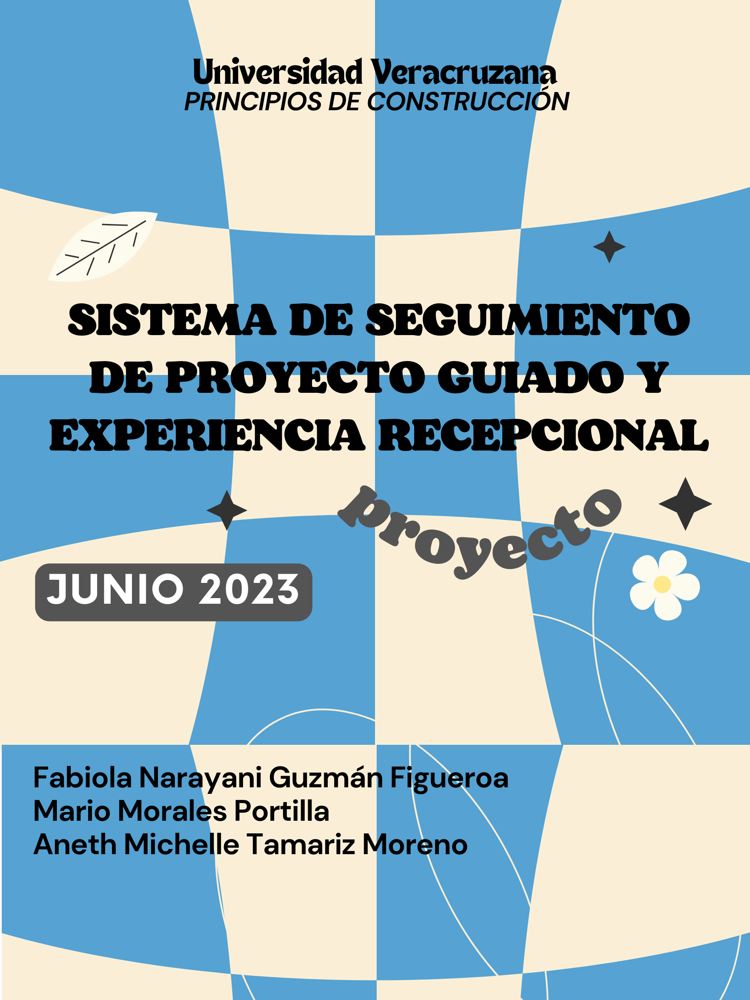 Universidad Veracruzana
PRINCIPIOS DE CONSTRUCCIÓN
SISTEMA DE SEGUIMIENTO
DE PROYECTO GUIADO Y
EXPERIENCIA RECEPCIONAL
proyecto
JUNIO 2023
Fabiola Narayani Guzmán Figueroa
Mario Morales Portilla
Aneth Michelle Tamariz Moreno